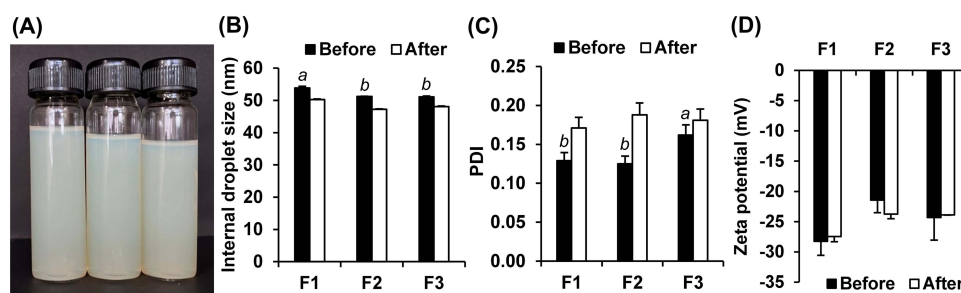 (A)
(B)
Before After
Internal droplet size (nm)
60
50
40
30
20
10
0
a
b
b
F1 F2 F3
(C)
Before After
PDI
0.25
0.20
0.15
0.10
0.05
0.00
b
b
a
F1 F2 F3
(D)
F1 F2 F3
Zeta potential (mV)
0
-5
-10
-15
-20
-25
-30
-35
Before After